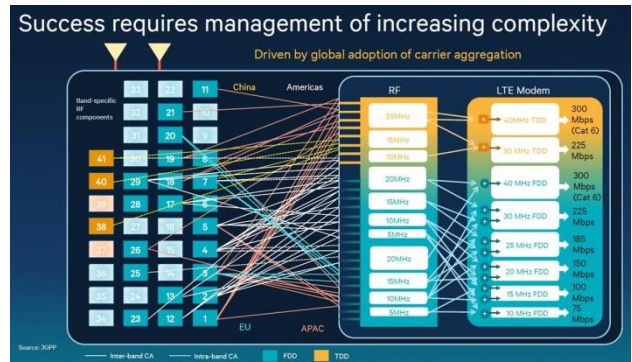 Success requires management of increasing complexity
Driven by global adoption of carrier aggregation
Band-specific
RF
components
33 22 11
China
Americas
RF
LTE Modem
32 21 10
31 20 9
41 30 19 8
40 29 18 7
39 28 17 6
38 27 16 5
37 26 15 4
36 25 14 3
35 24 13 2
34 23 12 1
EU
APAC
20MHz
15MHz
10MHz
20MHz
15MHz
10MHz
5MHz
20MHz
15MHz
10MHz
5MHz
40MHz TDD
300
Mbps
(Cat 6)
30 MHz TDD
225
Mbps
40 MHz FDD
300
Mbps
(Cat 6)
30 MHz FDD
225
Mbps
25 MHz FDD
185
Mbps
20 MHz FDD
150
Mbps
15 MHz FDD
100
Mbps
10 MHz FDD
75
Mbps
Source: 3GPP
Inter-band CA
Intra-band CA
FDD
TDD